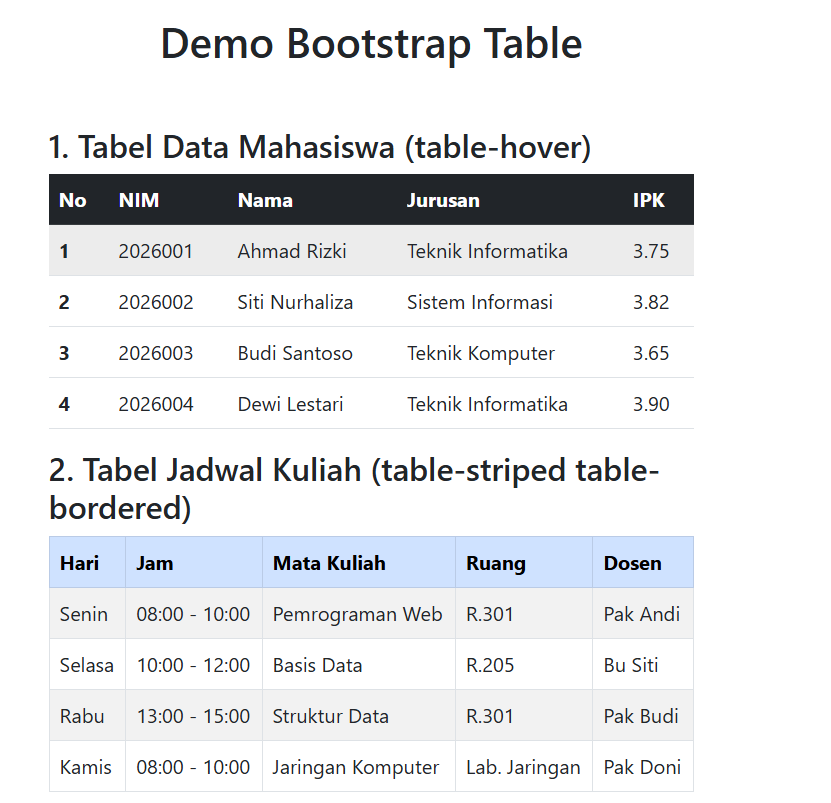 Demo Bootstrap Table
1. Tabel Data Mahasiswa (table-hover)
No NIM Nama Jurusan IPK
1 2026001 Ahmad Rizki Teknik Informatika 3.75
2 2026002 Siti Nurhaliza Sistem Informasi 3.82
3 2026003 Budi Santoso Teknik Komputer 3.65
4 2026004 Dewi Lestari Teknik Informatika 3.90
2. Tabel Jadwal Kuliah (table-striped table-
bordered)
Hari Jam Mata Kuliah Ruang Dosen
Senin 08:00 - 10:00 Pemrograman Web R.301 Pak Andi
Selasa 10:00 - 12:00 Basis Data R.205 Bu Siti
Rabu 13:00 - 15:00 Struktur Data R.301 Pak Budi
Kamis 08:00 - 10:00 Jaringan Komputer Lab. Jaringan Pak Doni